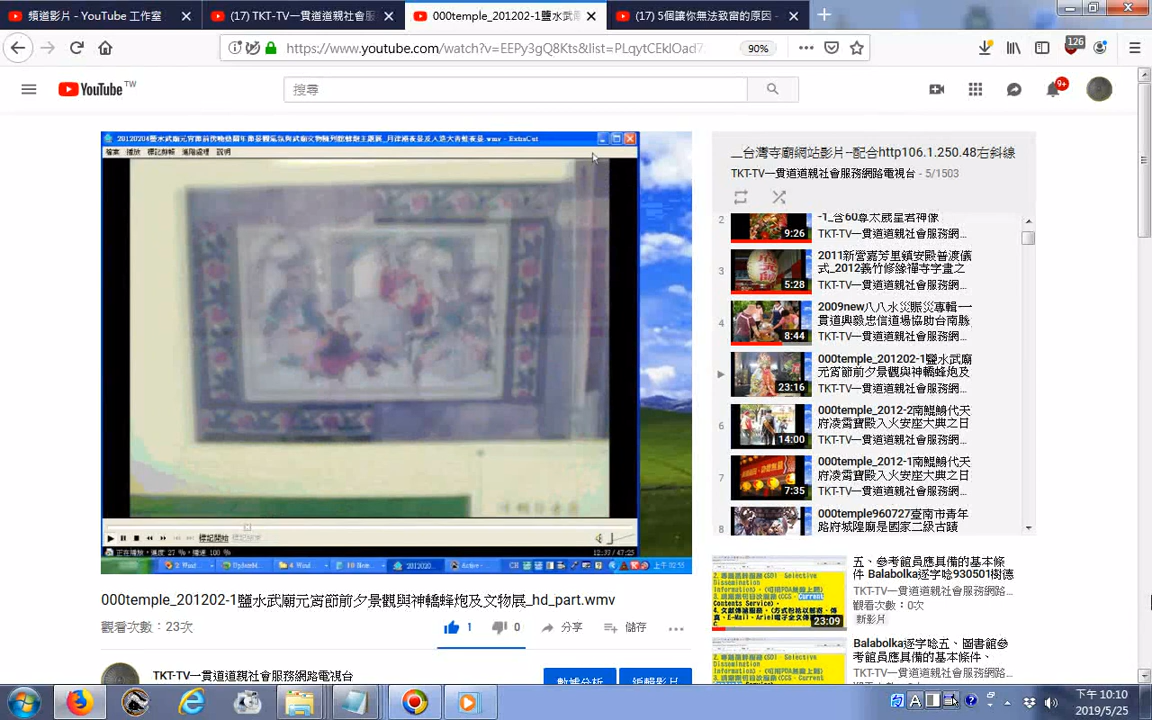 頻道影片 - YouTube 工作室
(17) TKT-TV一貫道道親社會服
000temple_201202-1鹽水武廟
(17) 5個讓你無法致富的原因 -
https://www.youtube.com/watch?v=EEPy3gQ8Kts&list=PLqytCEklOad7
90%
126
YouTube TW
搜尋
9+
檔案 播放 標記剪輯 進階處理 說明
標記開始
正在播放，進度 27 %，極速 100 %
12:37 / 47:25
上午 02:55
000temple_201202-1鹽水武廟元宵節前夕景觀與神轎蜂炮及文物展_hd_part.wmv
觀看次數：23次
1
0
分享
儲存
TKT-TV一貫道道親社會服務網路電視台
數據分析
編輯影片
台灣寺廟網站影片--配合http106.1.250.48右斜線
TKT-TV一貫道道親社會服務網路電視台 - 5/1503
2
9:26
-1_含60尊太歲星君神像
TKT-TV一貫道道親社會服務網...
3
5:28
2011新營嘉芳里鎮安殿普渡儀
式_2012義竹修緣禪寺字畫之
TKT-TV一貫道道親社會服務網...
4
8:44
2009new八八水災賑災專輯一
貫道興毅忠信道場協助台南縣
TKT-TV一貫道道親社會服務網...
23:16
000temple_201202-1鹽水武廟
元宵節前夕景觀與神轎蜂炮及
TKT-TV一貫道道親社會服務網...
6
14:00
000temple_2012-2南鯤鯓代天
府凌霄寶殿入火安座大典之日
TKT-TV一貫道道親社會服務網...
7
7:35
000temple_2012-1南鯤鯓代天
府凌霄寶殿入火安座大典之日
TKT-TV一貫道道親社會服務網...
8
000temple960727臺南市青年
路府城隍廟是國家二級古蹟
23:09
五、參考館員應具備的基本條
件 Balabolka逐字唸930501樹德
TKT-TV一貫道道親社會服務網路...
觀看次數：0次
新影片
Balabolka逐字唸五、圖書館參
考館員應具備的基本條件、
TKT-TV一貫道道親社會服務網路...
下午 10:10
2019/5/25